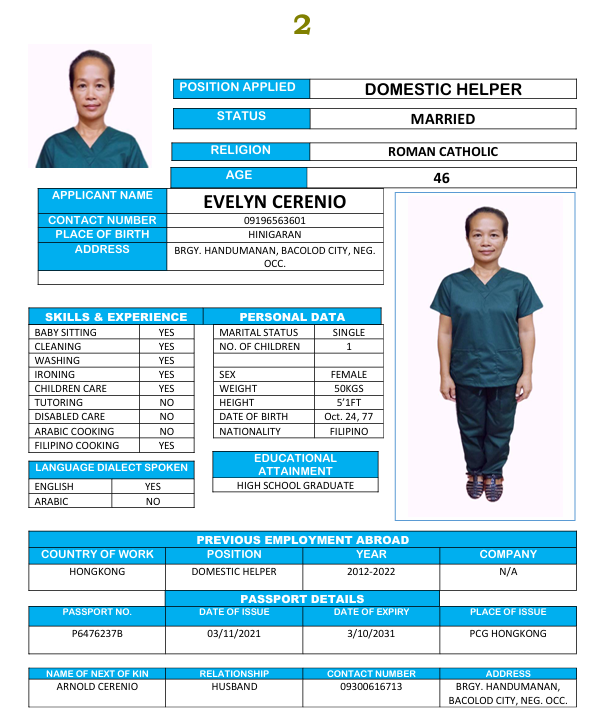 2
POSITION APPLIED DOMESTIC HELPER
STATUS MARRIED
RELIGION ROMAN CATHOLIC
AGE 46
APPLICANT NAME EVELYN CERENIO
CONTACT NUMBER 09196563601
PLACE OF BIRTH HINIGARAN
ADDRESS BRGY. HANDUMANAN, BACOLOD CITY, NEG.
OCC.
SKILLS & EXPERIENCE PERSONAL DATA
BABY SITTING YES MARITAL STATUS SINGLE
CLEANING YES NO. OF CHILDREN 1
WASHING YES
IRONING YES SEX FEMALE
CHILDREN CARE YES WEIGHT 50KGS
TUTORING NO HEIGHT 5'1FT
DISABLED CARE NO DATE OF BIRTH Oct. 24, 77
ARABIC COOKING NO NATIONALITY FILIPINO
FILIPINO COOKING YES
LANGUAGE DIALECT SPOKEN
ENGLISH YES
ARABIC NO
EDUCATIONAL
ATTAINMENT
HIGH SCHOOL GRADUATE
PREVIOUS EMPLOYMENT ABROAD
COUNTRY OF WORK POSITION YEAR COMPANY
HONGKONG DOMESTIC HELPER 2012-2022 N/A
PASSPORT DETAILS
PASSPORT NO. DATE OF ISSUE DATE OF EXPIRY PLACE OF ISSUE
P6476237B 03/11/2021 3/10/2031 PCG HONGKONG
NAME OF NEXT OF KIN RELATIONSHIP CONTACT NUMBER ADDRESS
ARNOLD CERENIO HUSBAND 09300616713 BRGY. HANDUMANAN,
BACOLOD CITY, NEG. OCC.